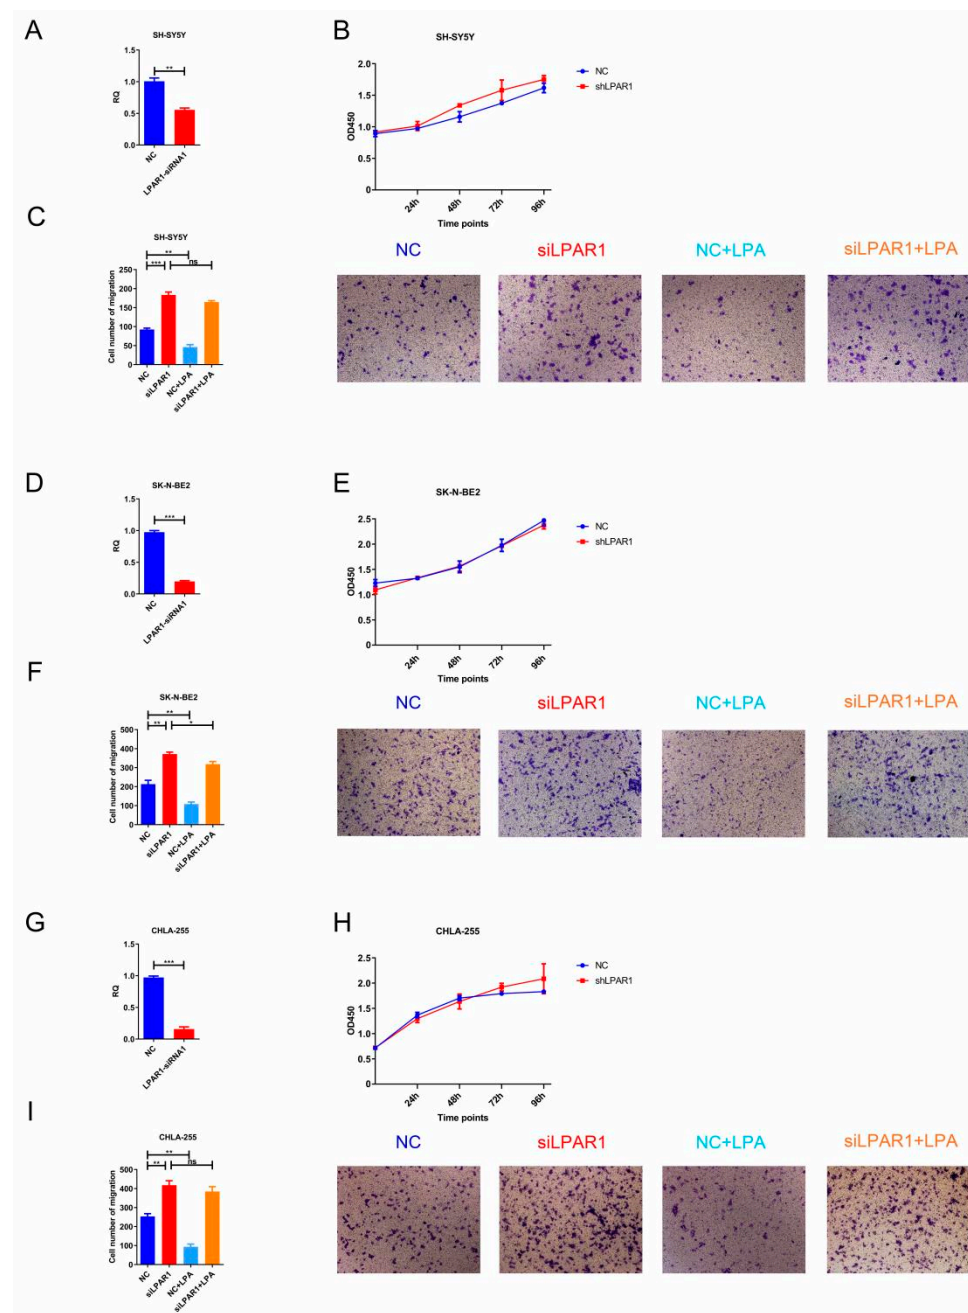 A
SH-SY5Y
1.5
1.0
0.5
0.0
RQ
**
NC
LPAR1-siRNA1
B
SH-SY5Y
2.0
1.5
1.0
0.5
0
OD450
24h
48h
72h
96h
Time points
NC
shLPAR1
C
SH-SY5Y
250
200
150
100
50
0
Cell number of migration
**
***
ns
NC
siLPAR1
NC+LPA
siLPAR1+LPA
NC
siLPAR1
NC+LPA
siLPAR1+LPA
D
SK-N-BE2
1.5
1.0
0.5
0.0
RQ
***
NC
LPAR1-siRNA1
E
SK-N-BE2
2.5
2.0
1.5
1.0
0.5
0
OD450
24h
48h
72h
96h
Time points
NC
shLPAR1
F
SK-N-BE2
500
400
300
200
100
0
Cell number of migration
**
**
*
NC
siLPAR1
NC+LPA
siLPAR1+LPA
NC
siLPAR1
NC+LPA
siLPAR1+LPA
G
CHLA-255
1.5
1.0
0.5
0.0
RQ
***
NC
LPAR1-siRNA1
H
CHLA-255
2.5
2.0
1.5
1.0
0.5
0
OD450
24h
48h
72h
96h
Time points
NC
shLPAR1
I
CHLA-255
500
400
300
200
100
0
Cell number of migration
**
**
ns
NC
siLPAR1
NC+LPA
siLPAR1+LPA
NC
siLPAR1
NC+LPA
siLPAR1+LPA